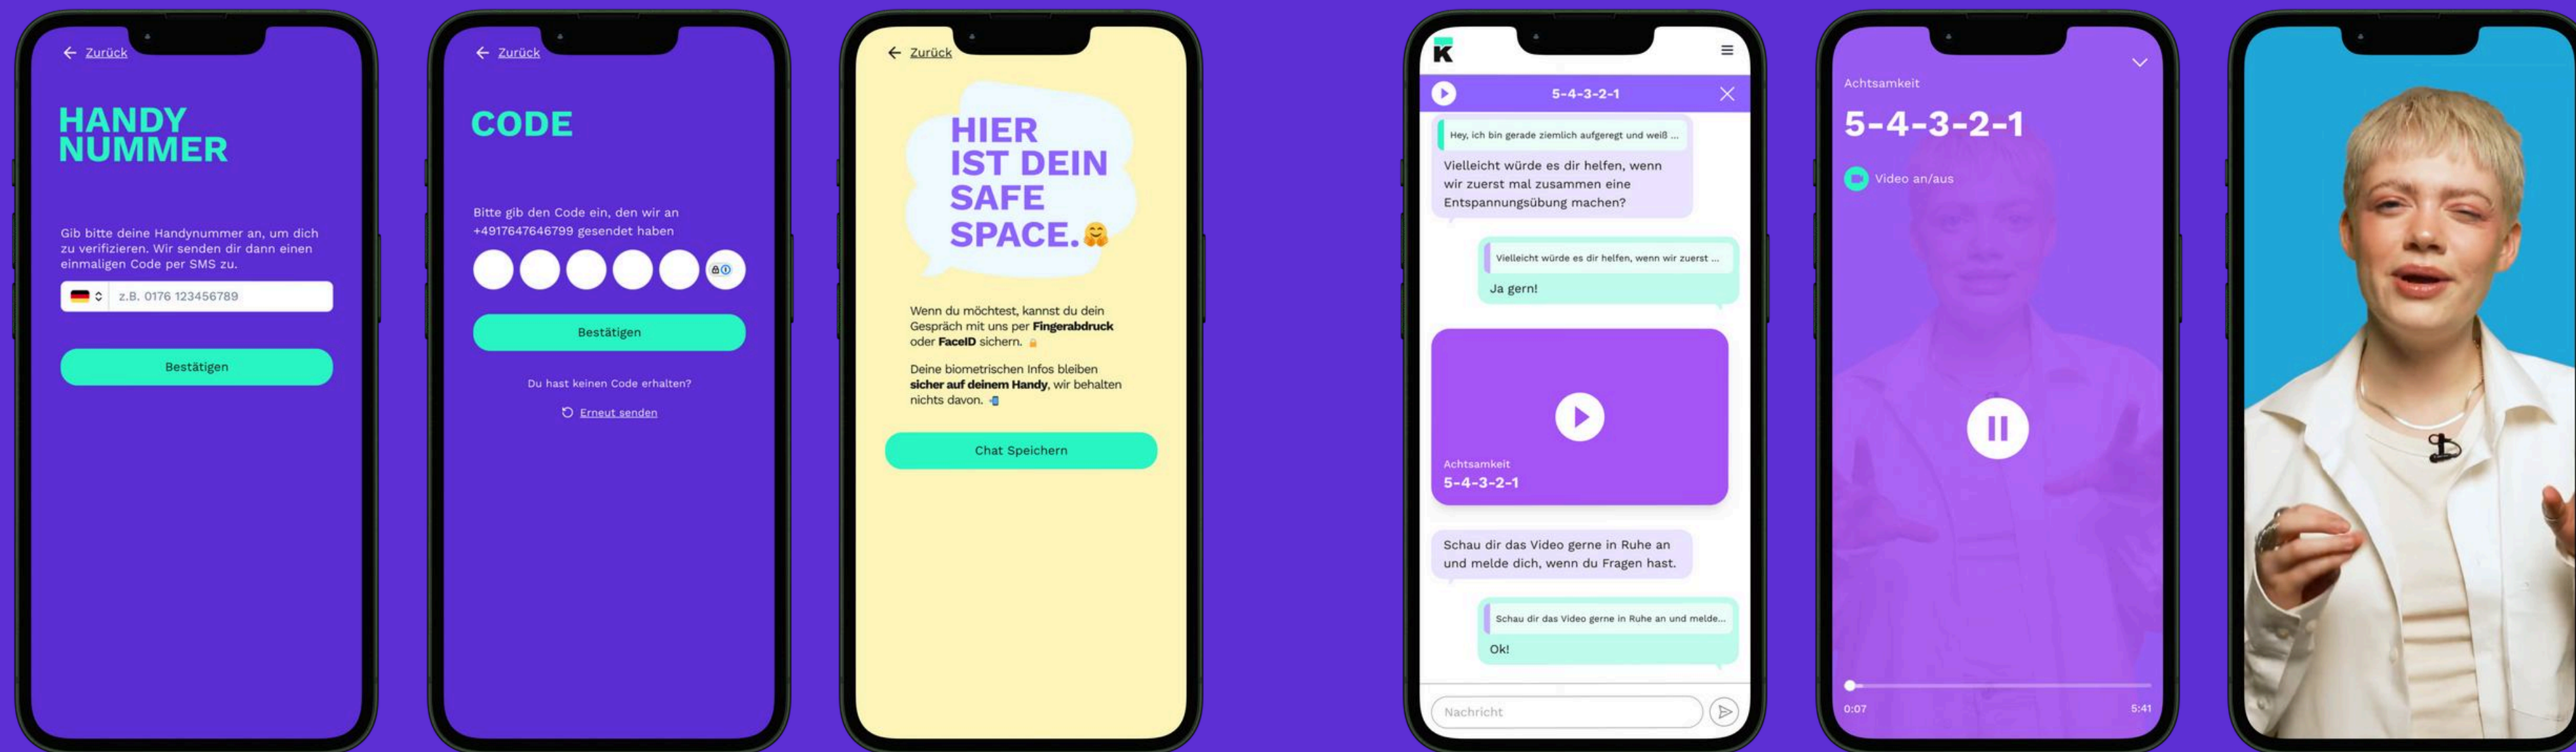 Zurück
HANDY
NUMMER
Gib bitte deine Handynummer an, um dich
zu verifizieren. Wir senden dir dann einen
einmaligen Code per SMS zu.
z.B. 0176 123456789
Bestätigen
Zurück
CODE
Bitte gib den Code ein, den wir an
+4917647646799 gesendet haben
Bestätigen
Du hast keinen Code erhalten?
Erneut senden
Zurück
HIER
IST DEIN
SAFE
SPACE.🤗
Wenn du möchtest, kannst du dein
Gespräch mit uns per Fingerabdruck
oder FaceID sichern. 🔒
Deine biometrischen Infos bleiben
sicher auf deinem Handy, wir behalten
nichts davon. 📲
Chat Speichern
K
5-4-3-2-1
Hey, ich bin gerade ziemlich aufgeregt und weiß ...
Vielleicht würde es dir helfen, wenn
wir zuerst mal zusammen eine
Entspannungsübung machen?
Vielleicht würde es dir helfen, wenn wir zuerst ...
Ja gern!
Achtsamkeit
5-4-3-2-1
Schau dir das Video gerne in Ruhe an
und melde dich, wenn du Fragen hast.
Schau dir das Video gerne in Ruhe an und melde...
Ok!
Nachricht
Achtsamkeit
5-4-3-2-1
Video an/aus
0:07
5:41